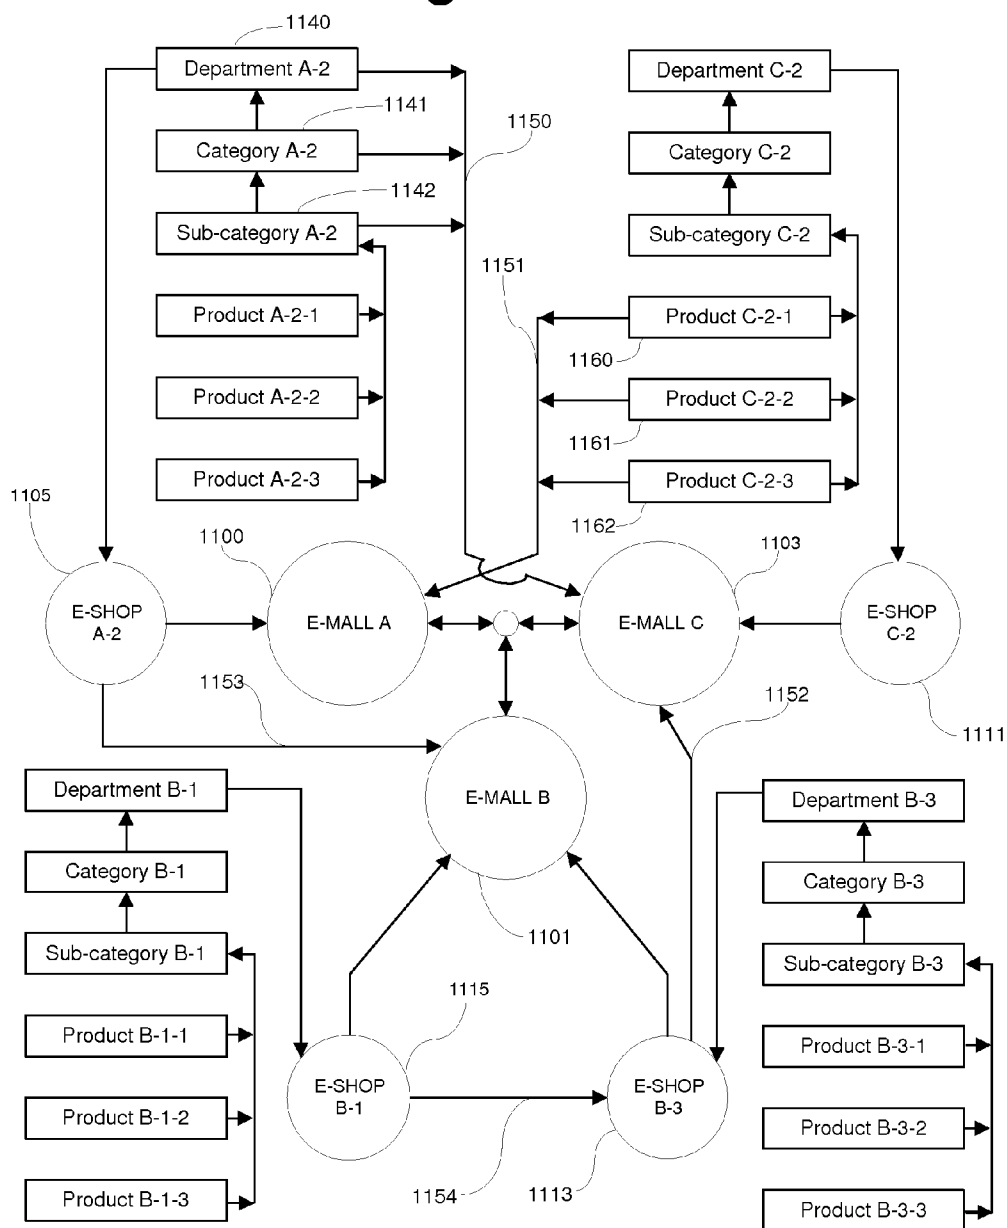 1140
Department A-2
1141
Category A-2
1142
Sub-category A-2
Product A-2-1
Product A-2-2
Product A-2-3
1150
1151
Department C-2
Category C-2
Sub-category C-2
Product C-2-1
1160
Product C-2-2
1161
Product C-2-3
1162
1105
1100
1103
E-SHOP
A-2
E-MALL A
E-MALL C
E-SHOP
C-2
1153
1152
1111
E-MALL B
1101
Department B-1
Category B-1
Sub-category B-1
Product B-1-1
Product B-1-2
Product B-1-3
1115
E-SHOP
B-1
1154
E-SHOP
B-3
1113
Department B-3
Category B-3
Sub-category B-3
Product B-3-1
Product B-3-2
Product B-3-3